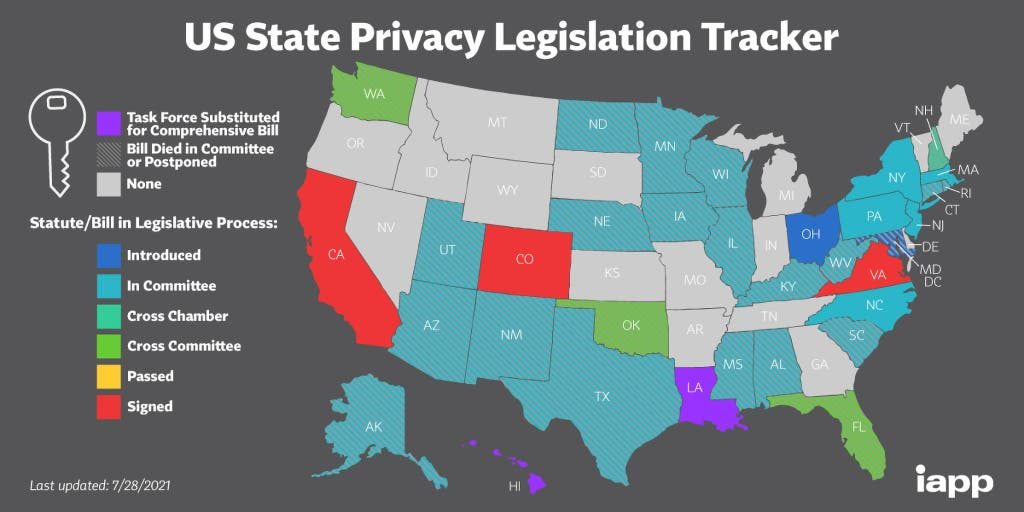 US State Privacy Legislation Tracker
Task Force Substituted
for Comprehensive Bill
Bill Died in Committee
or Postponed
None
Statute/Bill in Legislative Process:
Introduced
In Committee
Cross Chamber
Cross Committee
Passed
Signed
WA
MT
ND
MN
OR
ID
SD
WI
WY
MI
NY
VT
NH
ME
MA
RI
CT
NV
UT
NE
IA
PA
NJ
CA
CO
KS
IL
IN
OH
WV
DE
MD
DC
MO
KY
VA
AZ
NM
OK
AR
TN
NC
SC
TX
LA
MS
AL
GA
FL
AK
HI
Last updated: 7/28/2021
iapp